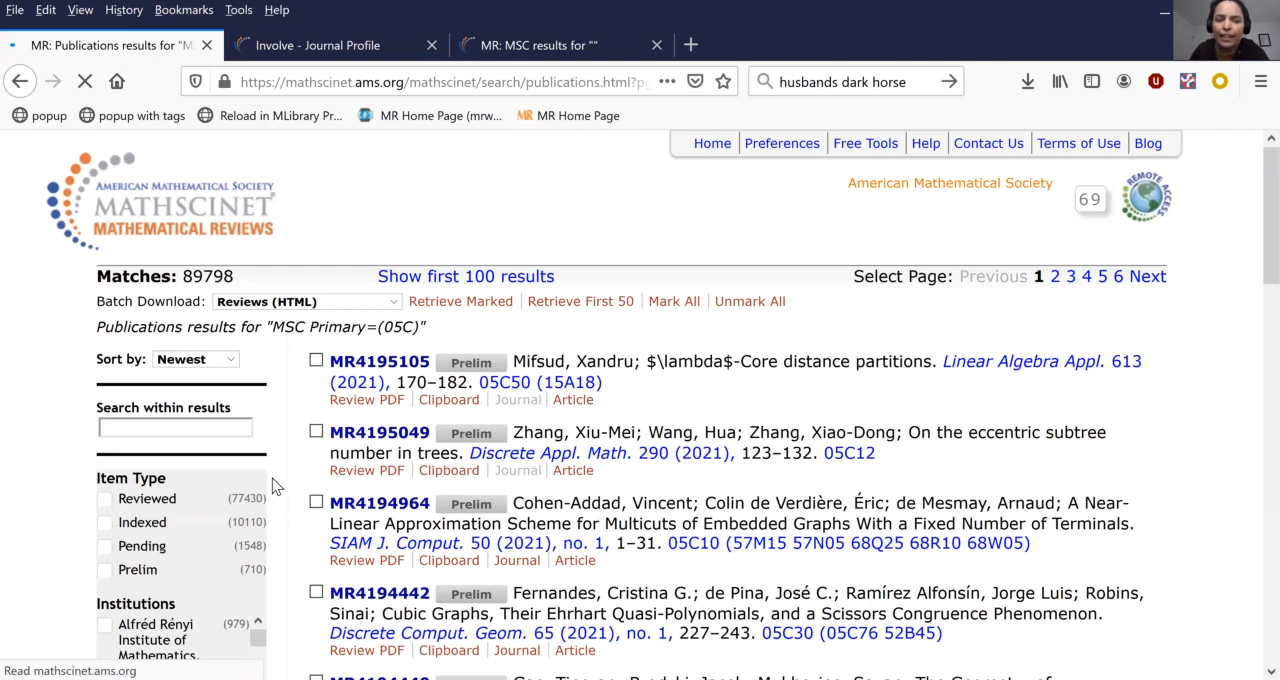 File Edit View History Bookmarks Tools Help
MR: Publications results for "M
Involve - Journal Profile
MR: MSC results for ""
https://mathscinet.ams.org/mathscinet/search/publications.html?p
husbands dark horse
popup popup with tags Reload in MLibrary Pr... MR Home Page (mrw... MR MR Home Page
Home Preferences Free Tools Help Contact Us Terms of Use Blog
AMERICAN MATHEMATICAL SOCIETY
MATHSCINET
MATHEMATICAL REVIEWS
American Mathematical Society
69
REMOTE ACCESS
Matches: 89798 Show first 100 results Select Page: Previous 1 2 3 4 5 6 Next
Batch Download: Reviews (HTML) Retrieve Marked Retrieve First 50 Mark All Unmark All
Publications results for "MSC Primary=(05C)"
Sort by: Newest
Search within results
Item Type
Reviewed (77430)
Indexed (10110)
Pending (1548)
Prelim (710)
Institutions
Alfréd Rényi (979)
Institute of
Mathematics,
MR4195105 Prelim Mifsud, Xandru; $\lambda$-Core distance partitions. Linear Algebra Appl. 613
(2021), 170–182. 05C50 (15A18)
Review PDF Clipboard Journal Article
MR4195049 Prelim Zhang, Xiu-Mei; Wang, Hua; Zhang, Xiao-Dong; On the eccentric subtree
number in trees. Discrete Appl. Math. 290 (2021), 123–132. 05C12
Review PDF Clipboard Journal Article
MR4194964 Prelim Cohen-Addad, Vincent; Colin de Verdière, Éric; de Mesmay, Arnaud; A Near-
Linear Approximation Scheme for Multicuts of Embedded Graphs With a Fixed Number of Terminals.
SIAM J. Comput. 50 (2021), no. 1, 1–31. 05C10 (57M15 57N05 68Q25 68R10 68W05)
Review PDF Clipboard Journal Article
MR4194442 Prelim Fernandes, Cristina G.; de Pina, José C.; Ramírez Alfonsín, Jorge Luis; Robins,
Sinai; Cubic Graphs, Their Ehrhart Quasi-Polynomials, and a Scissors Congruence Phenomenon.
Discrete Comput. Geom. 65 (2021), no. 1, 227–243. 05C30 (05C76 52B45)
Review PDF Clipboard Journal Article
Read mathscinet.ams.org